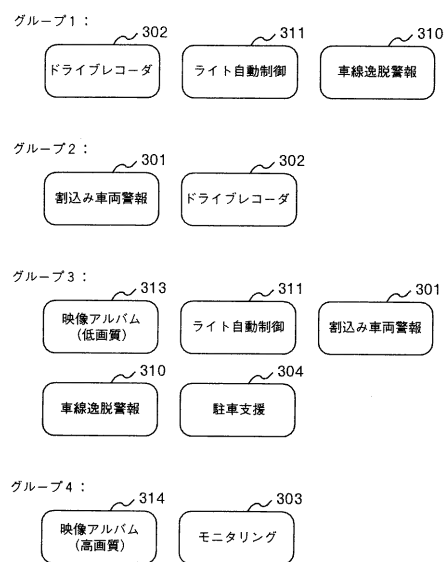 グループ1：
302
311
310
ドライブレコーダ
ライト自動制御
車線逸脱警報
グループ2：
301
302
割込み車両警報
ドライブレコーダ
グループ3：
313
311
301
映像アルバム
(低画質)
ライト自動制御
割込み車両警報
310
304
車線逸脱警報
駐車支援
グループ4：
314
303
映像アルバム
(高画質)
モニタリング